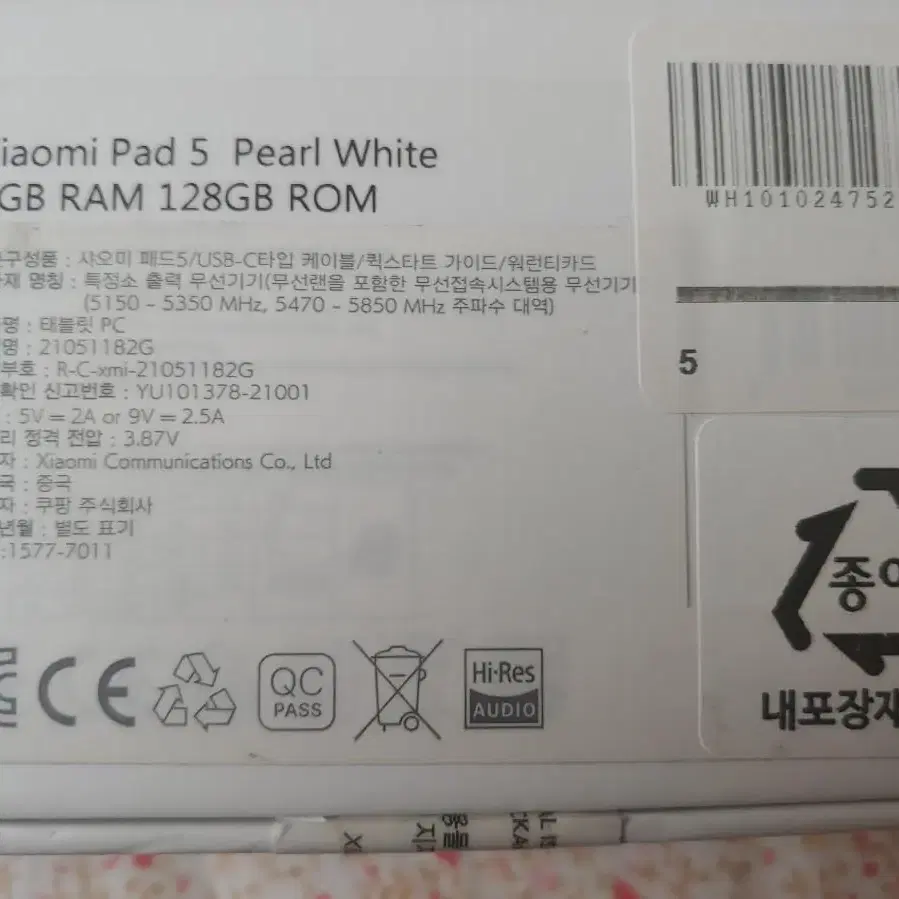 iaomi Pad 5 Pearl White
GB RAM 128GB ROM
구성품 : 샤오미 패드5/USB-C타입 케이블/퀵스타트 가이드/워런티카드
재 명칭 : 특정소 출력 무선기기(무선랜을 포함한 무선접속시스템용 무선기기
(5150 ~ 5350 MHz, 5470 ~ 5850 MHz 주파수 대역)
명 : 태블릿 PC
명 : 21051182G
부호 : R-C-xmi-21051182G
확인 신고번호 : YU101378-21001
: 5V = 2A or 9V = 2.5A
리 정격 전압 : 3.87V
자 : Xiaomi Communications Co., Ltd
국 : 중국
자 : 쿠팡 주식회사
년월 : 별도 표기
:1577-7011
WH101024752
5
종이
내포장재
CE
QC
PASS
Hi-Res
AUDIO